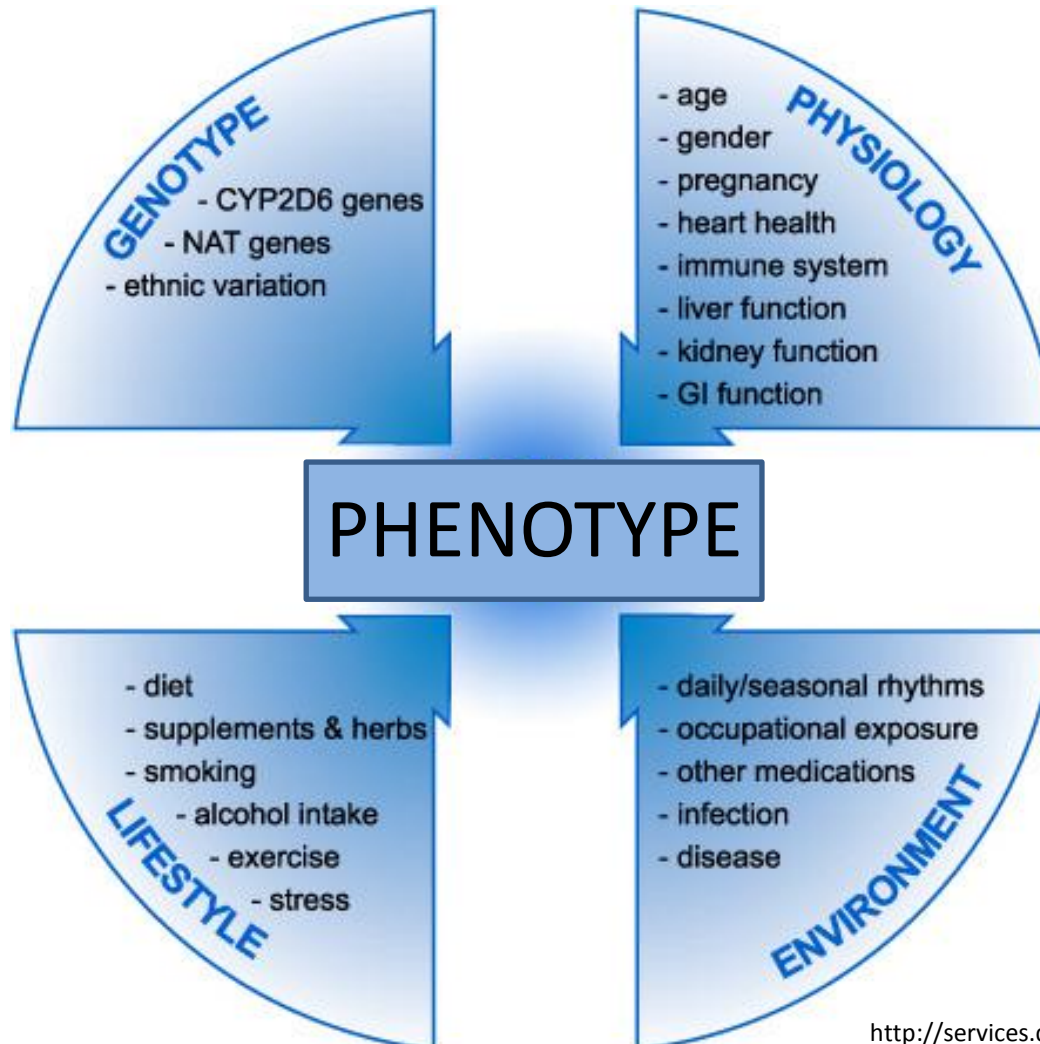 GENOTYPE
- CYP2D6 genes
- NAT genes
- ethnic variation
PHYSIOLOGY
- age
- gender
- pregnancy
- heart health
- immune system
- liver function
- kidney function
- GI function
PHENOTYPE
LIFESTYLE
- diet
- supplements & herbs
- smoking
- alcohol intake
- exercise
- stress
ENVIRONMENT
- daily/seasonal rhythms
- occupational exposure
- other medications
- infection
- disease
http://services.